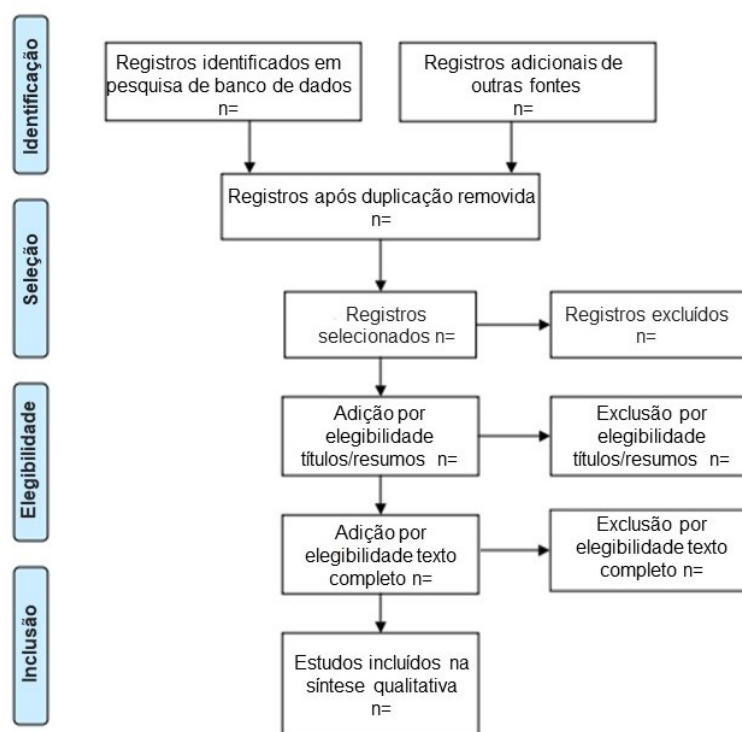 Identificação
Registros identificados em
pesquisa de banco de dados
n=
Registros adicionais de
outras fontes
n=
Registros após duplicação removida
n=
Seleção
Registros
selecionados n=
Registros excluídos
n=
Elegibilidade
Adição por
elegibilidade
títulos/resumos n=
Exclusão por
elegibilidade
títulos/resumos n=
Adição por
elegibilidade texto
completo n=
Exclusão por
elegibilidade texto
completo n=
Inclusão
Estudos incluídos na
síntese qualitativa
n=